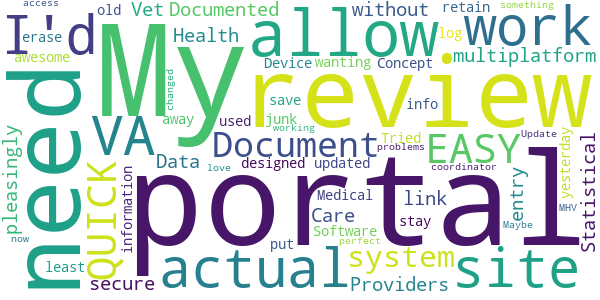 access old Vet Documented without retain something
erase I'd My allow work
awesome Health Device wanting Concept log multiplatform
changed save info
need away used review
VA junk working Tried yesterday
pleasingly Document problems EASY Update
Data designed updated coordinator
QUICK love portal entry Statistical
information Medical link
Care stay Maybe MHV
now put Software
least actual perfect system site
secure Providers